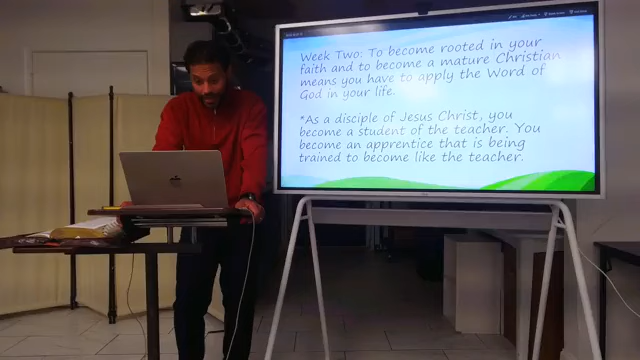 Week Two: To become rooted in your
faith and to become a mature Christian
means you have to apply the Word of
God in your life.
*As a disciple of Jesus Christ, you
become a student of the teacher. You
become an apprentice that is being
trained to become like the teacher.